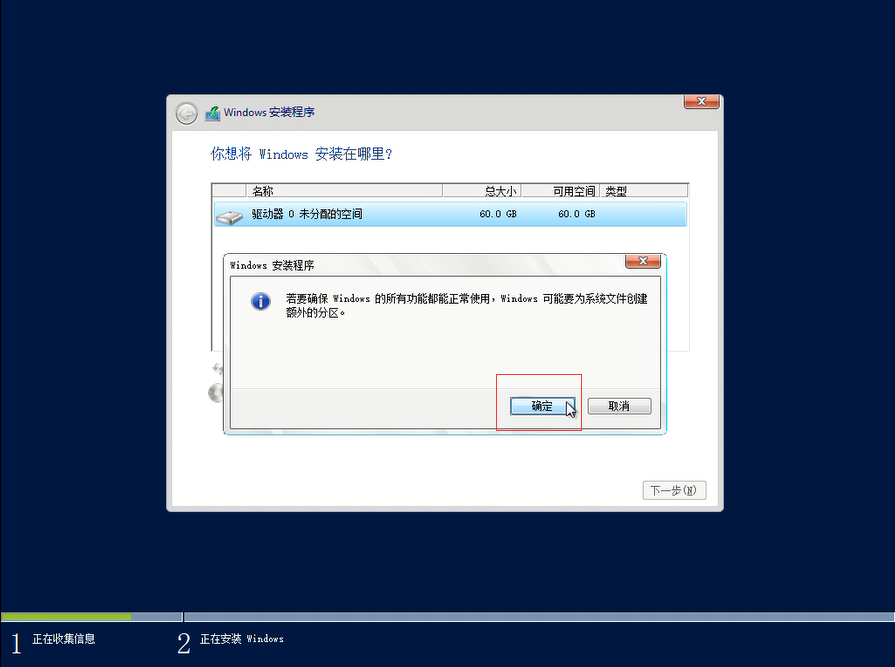 Windows 安装程序
你想将 Windows 安装在哪里?
名称 总大小 可用空间 类型
驱动器 0 未分配的空间 60.0 GB 60.0 GB
Windows 安装程序
若要确保 Windows 的所有功能都能正常使用，Windows 可能要为系统文件创建
额外的分区。
确定 取消
下一步(N)
1 正在收集信息 2 正在安装 Windows